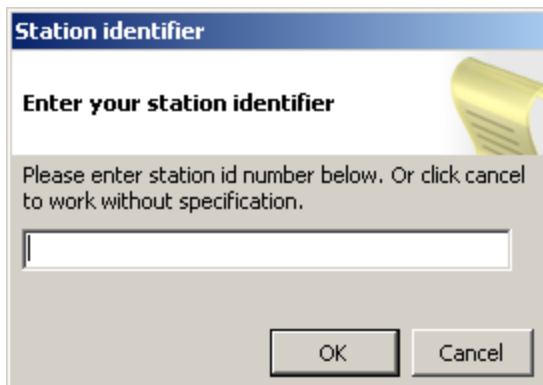 Station identifier
Enter your station identifier
Please enter station id number below. Or click cancel
to work without specification.
OK
Cancel